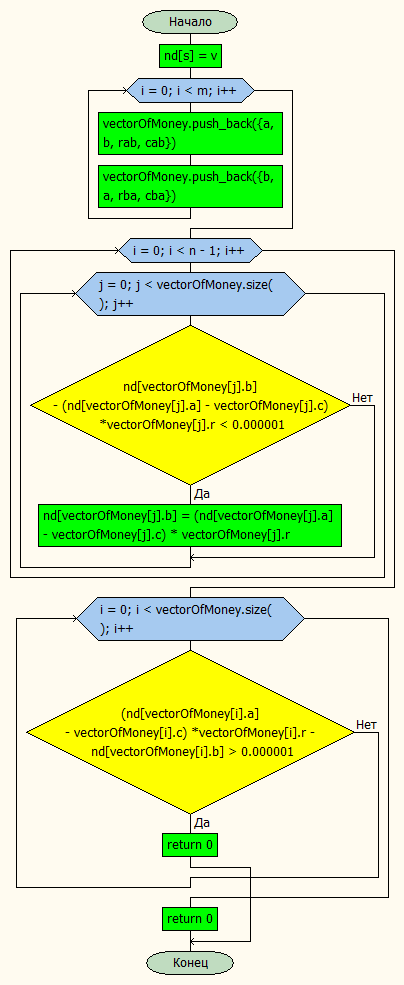 Начало
nd[s] = v
i = 0; i < m; i++
vectorOfMoney.push_back({a,
b, rab, cab})
vectorOfMoney.push_back({b,
a, rba, cba})
i = 0; i < n - 1; i++
j = 0; j < vectorOfMoney.size(
); j++
nd[vectorOfMoney[j].b]
- (nd[vectorOfMoney[j].a] - vectorOfMoney[j].c)
*vectorOfMoney[j].r < 0.000001
Нет
Да
nd[vectorOfMoney[j].b] = (nd[vectorOfMoney[j].a]
- vectorOfMoney[j].c) * vectorOfMoney[j].r
i = 0; i < vectorOfMoney.size(
); i++
(nd[vectorOfMoney[i].a]
- vectorOfMoney[i].c) *vectorOfMoney[i].r -
nd[vectorOfMoney[i].b] > 0.000001
Нет
Да
return 0
return 0
Конец